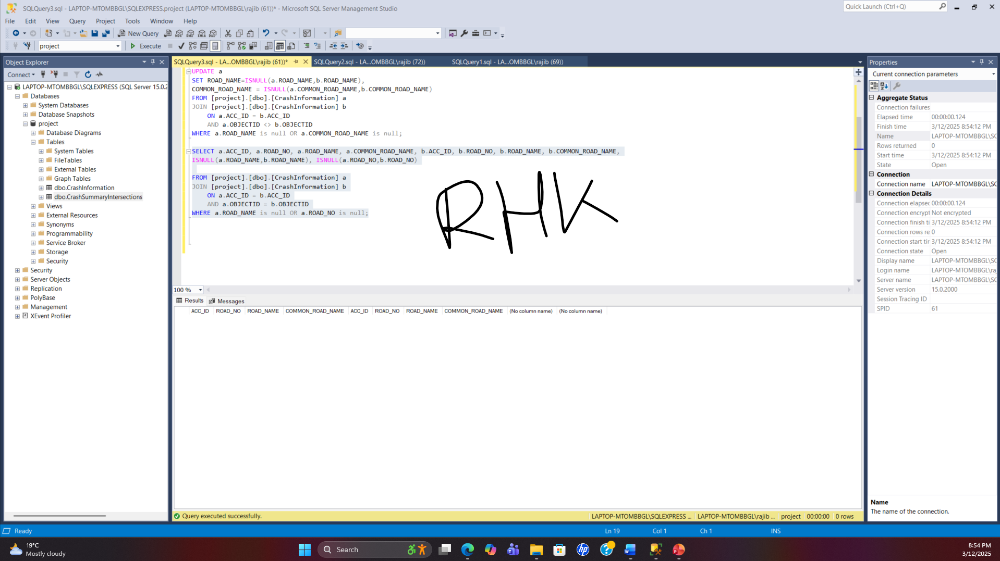 SQLQuery3.sql - LAPTOP-MTOMBBGL\SQLEXPRESS.project (LAPTOP-MTOMBBGL\rajib (61))* - Microsoft SQL Server Management Studio
Quick Launch (Ctrl+Q)
File Edit View Query Project Tools Window Help
New Query
project Execute
Object Explorer
Connect
LAPTOP-MTOMBBGL\SQLEXPRESS (SQL Server 15.0.2
Databases
System Databases
Database Snapshots
project
Database Diagrams
Tables
System Tables
FileTables
External Tables
Graph Tables
dbo.CrashInformation
dbo.CrashSummaryIntersections
Views
External Resources
Synonyms
Programmability
Service Broker
Storage
Security
Security
Server Objects
Replication
PolyBase
Management
XEvent Profiler
SQLQuery3.sql - LA...OMBBGL\rajib (61))* SQLQuery2.sql - LA...OMBBGL\rajib (72)) SQLQuery1.sql - LA...OMBBGL\rajib (69))
UPDATE a
SET ROAD_NAME=ISNULL(a.ROAD_NAME,b.ROAD_NAME),
COMMON_ROAD_NAME = ISNULL(a.COMMON_ROAD_NAME,b.COMMON_ROAD_NAME)
FROM [project].[dbo].[CrashInformation] a
JOIN [project].[dbo].[CrashInformation] b
ON a.ACC_ID = b.ACC_ID
AND a.OBJECTID <> b.OBJECTID
WHERE a.ROAD_NAME is null OR a.COMMON_ROAD_NAME is null;
SELECT a.ACC_ID, a.ROAD_NO, a.ROAD_NAME, a.COMMON_ROAD_NAME, b.ACC_ID, b.ROAD_NO, b.ROAD_NAME, b.COMMON_ROAD_NAME,
ISNULL(a.ROAD_NAME,b.ROAD_NAME), ISNULL(a.ROAD_NO,b.ROAD_NO)
FROM [project].[dbo].[CrashInformation] a
JOIN [project].[dbo].[CrashInformation] b
ON a.ACC_ID = b.ACC_ID
AND a.OBJECTID = b.OBJECTID
WHERE a.ROAD_NAME is null OR a.ROAD_NO is null;
RHK
100 %
Results Messages
ACC_ID ROAD_NO ROAD_NAME COMMON_ROAD_NAME ACC_ID ROAD_NO ROAD_NAME COMMON_ROAD_NAME (No column name) (No column name)
Query executed successfully. LAPTOP-MTOMBBGL\SQLEXPRESS ... LAPTOP-MTOMBBGL\rajib ... project 00:00:00 0 rows
Properties
Current connection parameters
Aggregate Status
Connection failures
Elapsed time 00:00:00.124
Finish time 3/12/2025 8:54:12 PM
Name LAPTOP-MTOMBBGL\SQ
Rows returned 0
Start time 3/12/2025 8:54:12 PM
State Open
Connection
Connection name LAPTOP-MTOMBBGL\SQ
Connection Details
Connection elapsed 00:00:00.124
Connection encrypt Not encrypted
Connection finish ti 3/12/2025 8:54:12 PM
Connection rows re 0
Connection start tim 3/12/2025 8:54:12 PM
Connection state Open
Display name LAPTOP-MTOMBBGL\SQ
Login name LAPTOP-MTOMBBGL\ra
Server name LAPTOP-MTOMBBGL\SQ
Server version 15.0.2000
Session Tracing ID
SPID 61
Name
The name of the connection.
Ready Ln 19 Col 1 Ch 1 INS
19°C
Mostly cloudy
Search
8:54 PM
3/12/2025